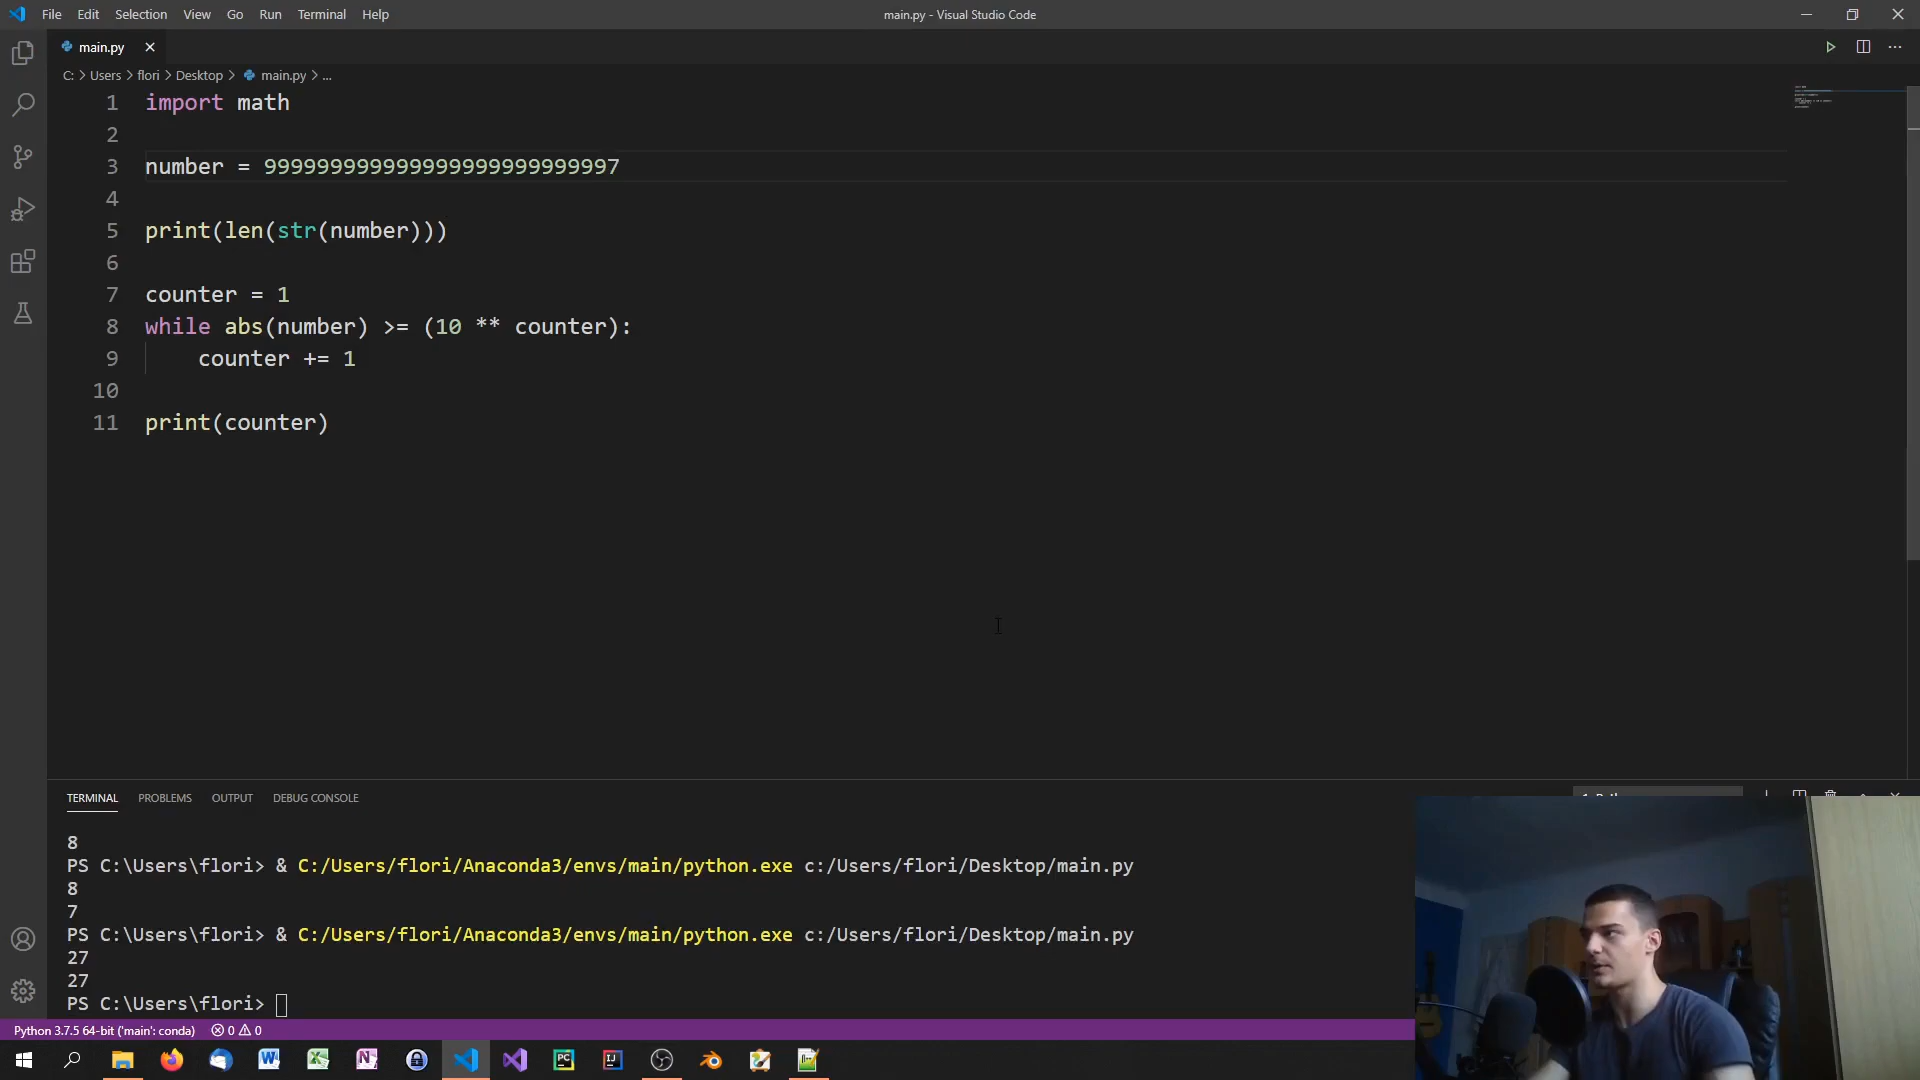 File Edit Selection View Go Run Terminal Help
main.py - Visual Studio Code
main.py
C: > Users > flori > Desktop > main.py > ...
1 import math
2
3 number = 999999999999999999999999997
4
5 print(len(str(number)))
6
7 counter = 1
8 while abs(number) >= (10 ** counter):
9 counter += 1
10
11 print(counter)
TERMINAL PROBLEMS OUTPUT DEBUG CONSOLE
8
PS C:\Users\flori> & C:/Users/flori/Anaconda3/envs/main/python.exe c:/Users/flori/Desktop/main.py
8
7
PS C:\Users\flori> & C:/Users/flori/Anaconda3/envs/main/python.exe c:/Users/flori/Desktop/main.py
27
27
PS C:\Users\flori>
Python 3.7.5 64-bit ('main': conda) 0 0